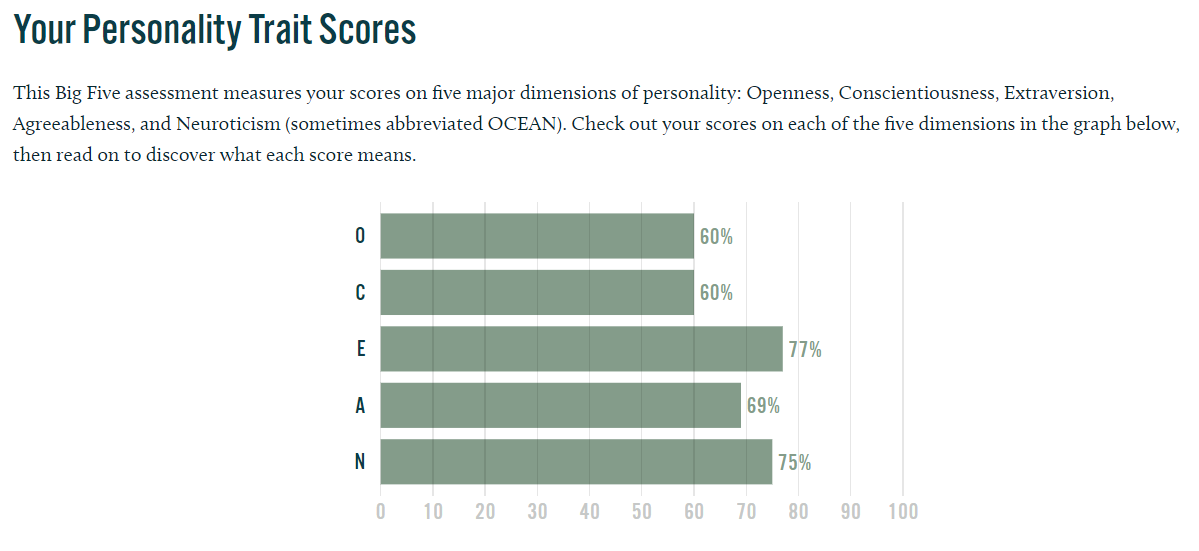 Your Personality Trait Scores
This Big Five assessment measures your scores on five major dimensions of personality: Openness, Conscientiousness, Extraversion,
Agreeableness, and Neuroticism (sometimes abbreviated OCEAN). Check out your scores on each of the five dimensions in the graph below,
then read on to discover what each score means.
O 60%
C 60%
E 77%
A 69%
N 75%
0 10 20 30 40 50 60 70 80 90 100